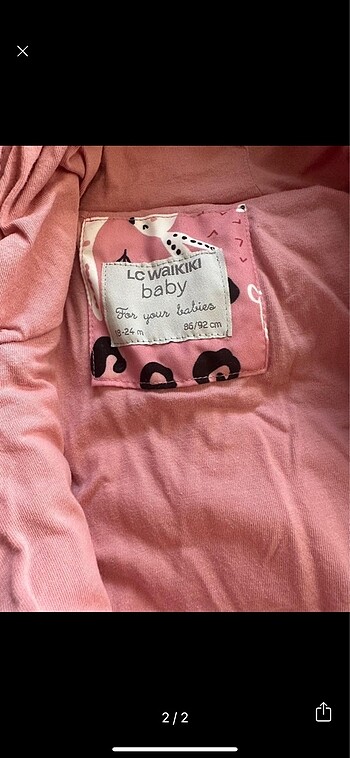 LC WAIKIKI
baby
For your babies
18-24 m 86/92 cm
2/2